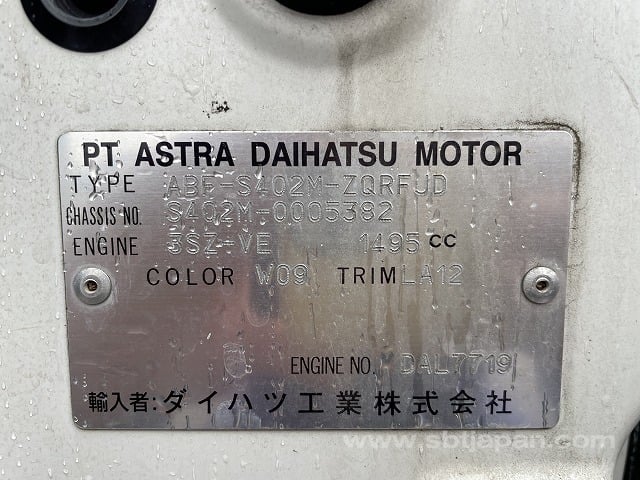 PT ASTRA DAIHATSU MOTOR
TYPE ABF-S402M-ZQRFJD
CHASSIS NO. S402M-0005382
ENGINE 3SZ-VE 1495 cc
COLOR W09 TRIM LA12
ENGINE NO. DAL7719
輸入者: ダイハツ工業株式会社
www.sbtjapan.com